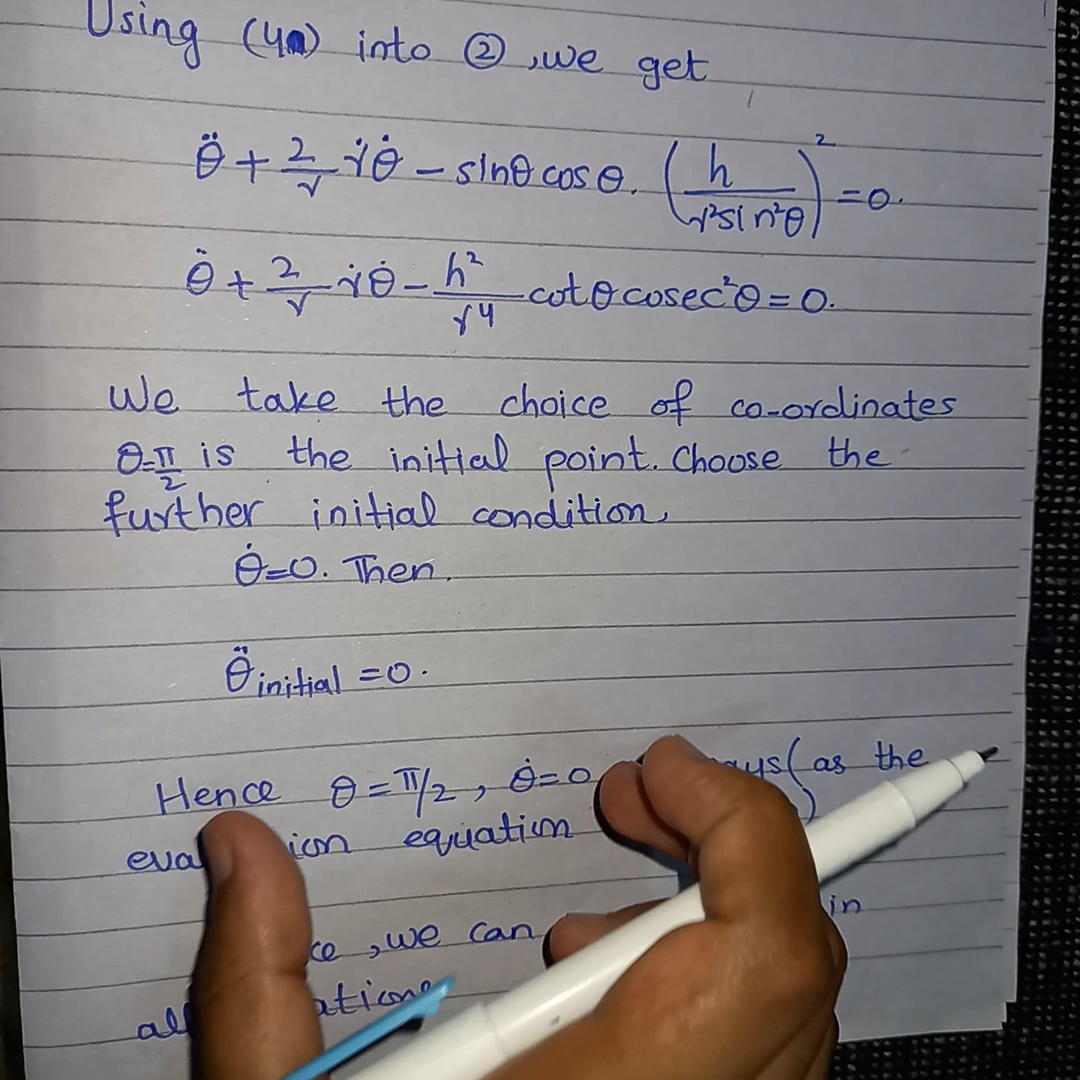 Using (4a) into ②, we get
θ̈ + 2/r ṙθ̇ - sinθ cosθ. (h/r²sin²θ)² = 0.
θ̈ + 2/r ṙθ̇ - h²/r⁴ cotθ cosec²θ = 0.
We take the choice of co-ordinates
θ=π/2 is the initial point. Choose the
further initial condition,
θ̇=0. Then.
θ̈initial = 0.
Hence θ = π/2, θ̇=0 (as the
equation
, we can in